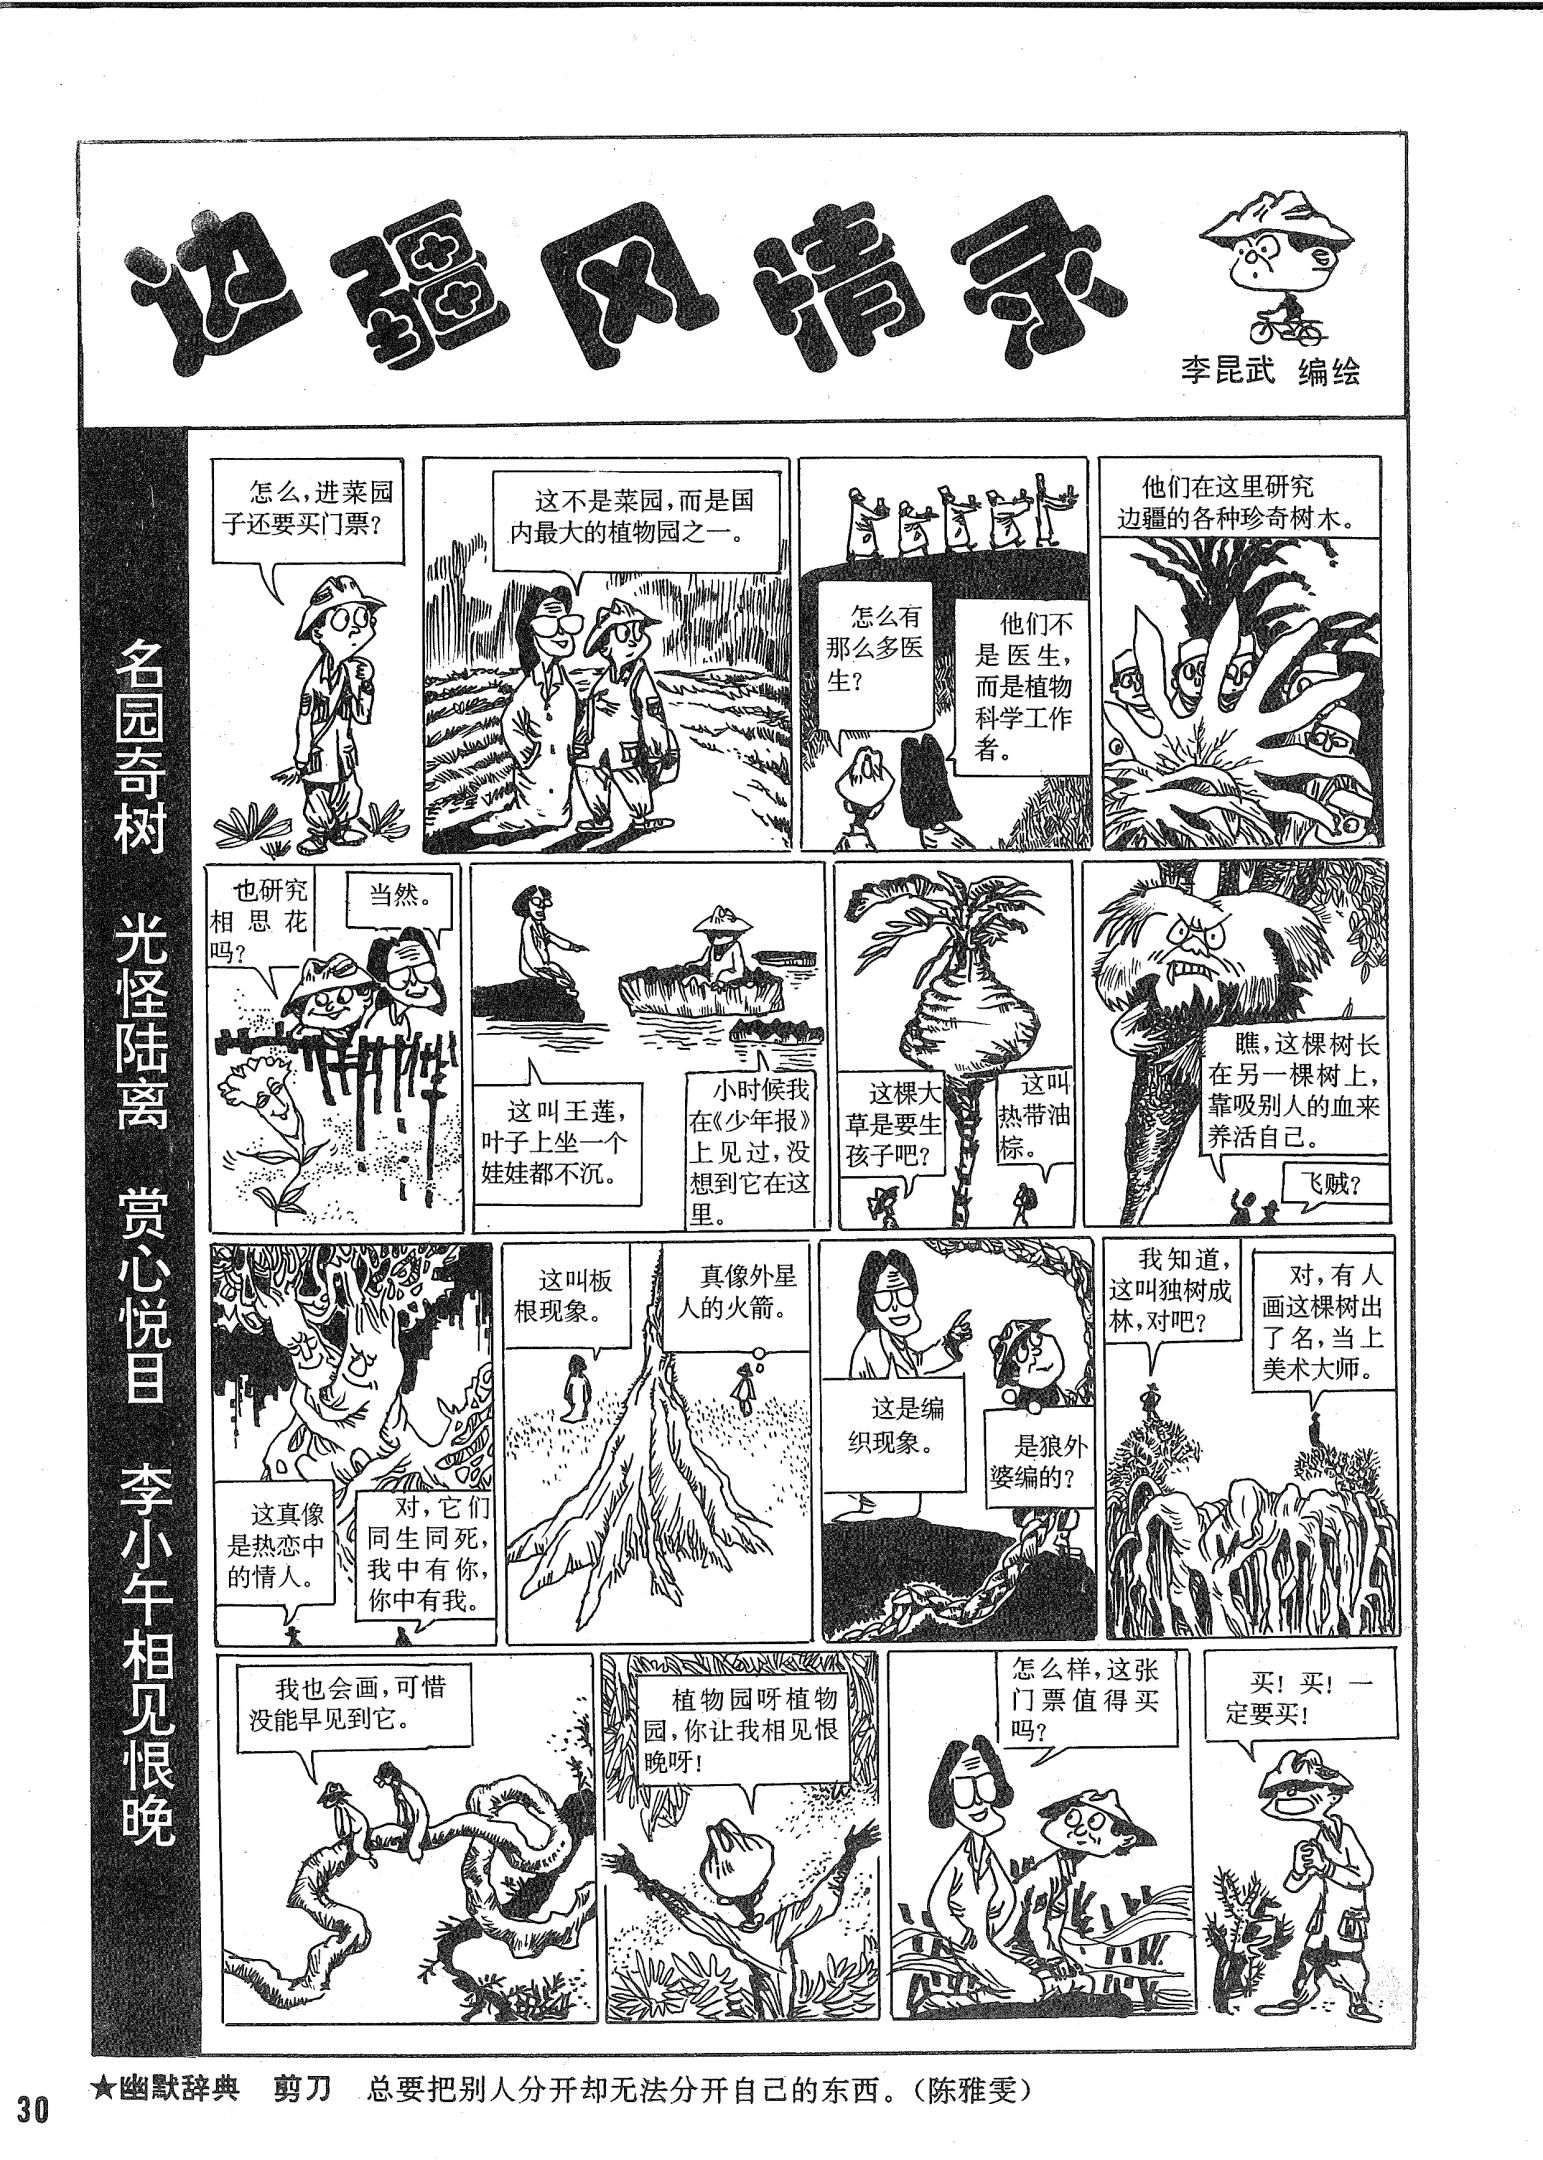 边疆风情录
李昆武 编绘
名园奇树 光怪陆离 赏心悦目 李小午相见恨晚
怎么,进菜园
子还要买门票?
这不是菜园,而是国
内最大的植物园之一。
怎么有
那么多医
生?
他们不
是医生,
而是植物
科学工作
者。
他们在这里研究
边疆的各种珍奇树木。
也研究
相思花
吗?
当然。
这叫王莲,
叶子上坐一个
娃娃都不沉。
小时候我
在《少年报》
上见过,没
想到它在这
里。
这棵大
草是要生
孩子吧?
这叫
热带油
棕。
瞧,这棵树长
在另一棵树上,
靠吸别人的血来
养活自己。
飞贼?
这真像
是热恋中
的情人。
对,它们
同生同死,
我中有你,
你中有我。
这叫板
根现象。
真像外星
人的火箭。
这是编
织现象。
是狼外
婆编的?
我知道,
这叫独树成
林,对吧?
对,有人
画这棵树出
了名,当上
美术大师。
我也会画,可惜
没能早见到它。
植物园呀植物
园,你让我相见恨
晚呀!
怎么样,这张
门票值得买
吗?
买!买!一
定要买!
★幽默辞典 剪刀 总要把别人分开却无法分开自己的东西。(陈雅雯)
30